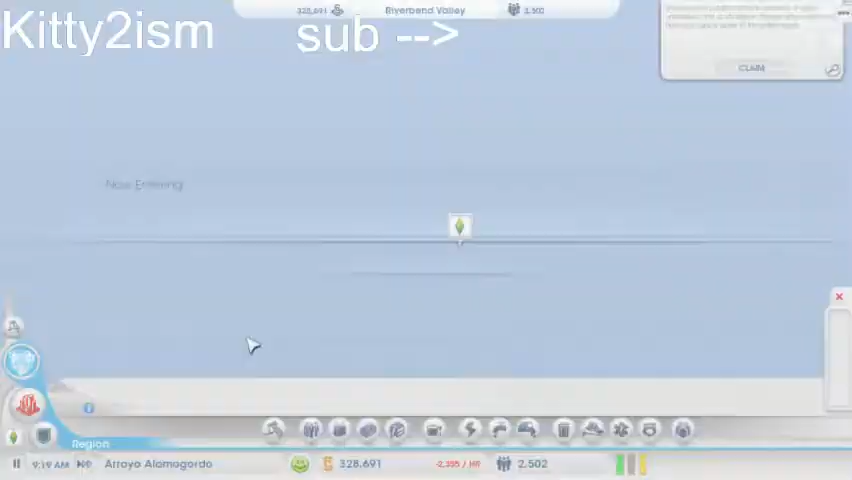 328,691 Riverbend Valley 2,502
Kitty2ism sub -->
CLAIM
Now Entering
Region
9:19 AM Arroyo Alamogordo 328,691 -2,355 / HR 2,502